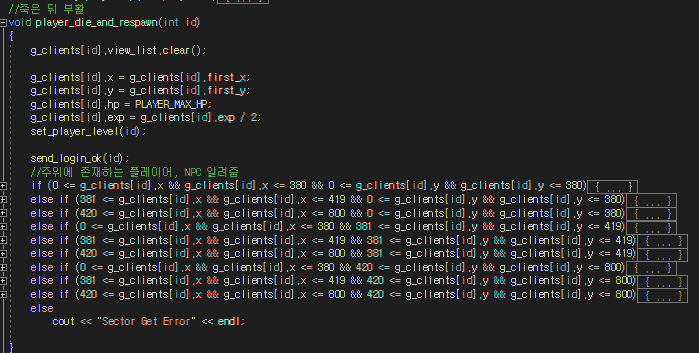 //죽은 뒤 부활
void player_die_and_respawn(int id)
{
g_clients[id].view_list.clear();
g_clients[id].x = g_clients[id].first_x;
g_clients[id].y = g_clients[id].first_y;
g_clients[id].hp = PLAYER_MAX_HP;
g_clients[id].exp = g_clients[id].exp / 2;
set_player_level(id);
send_login_ok(id);
//주위에 존재하는 플레이어, NPC 알려줌
if (0 <= g_clients[id].x && g_clients[id].x <= 380 && 0 <= g_clients[id].y && g_clients[id].y <= 380) { ... }
else if (381 <= g_clients[id].x && g_clients[id].x <= 419 && 0 <= g_clients[id].y && g_clients[id].y <= 380) { ... }
else if (420 <= g_clients[id].x && g_clients[id].x <= 800 && 0 <= g_clients[id].y && g_clients[id].y <= 380) { ... }
else if (0 <= g_clients[id].x && g_clients[id].x <= 380 && 381 <= g_clients[id].y && g_clients[id].y <= 419) { ... }
else if (381 <= g_clients[id].x && g_clients[id].x <= 419 && 381 <= g_clients[id].y && g_clients[id].y <= 419) { ... }
else if (420 <= g_clients[id].x && g_clients[id].x <= 800 && 381 <= g_clients[id].y && g_clients[id].y <= 419) { ... }
else if (0 <= g_clients[id].x && g_clients[id].x <= 380 && 420 <= g_clients[id].y && g_clients[id].y <= 800) { ... }
else if (381 <= g_clients[id].x && g_clients[id].x <= 419 && 420 <= g_clients[id].y && g_clients[id].y <= 800) { ... }
else if (420 <= g_clients[id].x && g_clients[id].x <= 800 && 420 <= g_clients[id].y && g_clients[id].y <= 800) { ... }
else
cout << "Sector Get Error" << endl;
}